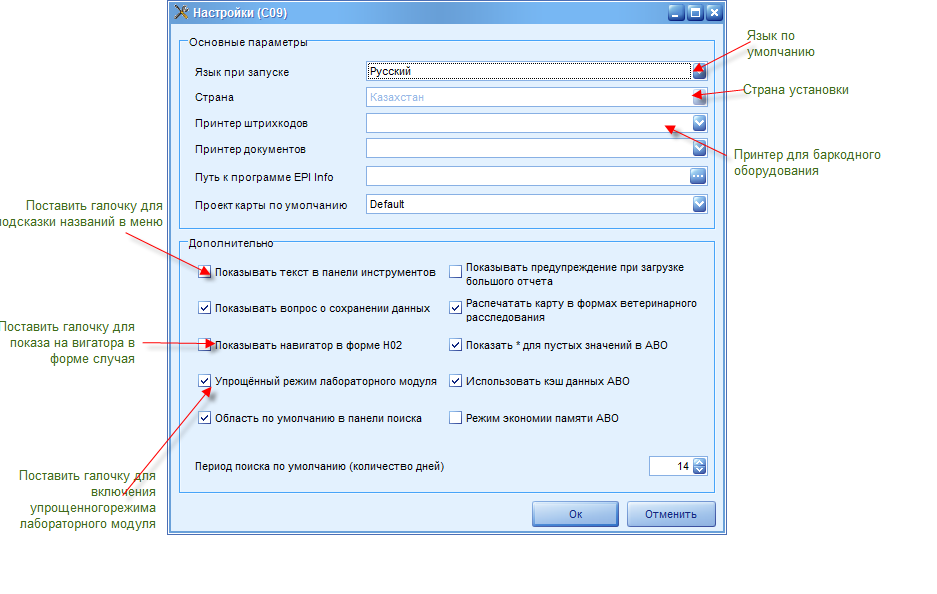 Настройки (C09)
Основные параметры
Язык при запуске
Русский
Страна
Казахстан
Принтер штрихкодов
Принтер документов
Путь к программе EPI Info
Проект карты по умолчанию
Default
Дополнительно
Показывать текст в панели инструментов
Показывать предупреждение при загрузке
большого отчета
Показывать вопрос о сохранении данных
Распечатать карту в формах ветеринарного
расследования
Показывать навигатор в форме H02
Показать * для пустых значений в АВО
Упрощённый режим лабораторного модуля
Использовать кэш данных АВО
Область по умолчанию в панели поиска
Режим экономии памяти АВО
Период поиска по умолчанию (количество дней)
14
Ок
Отменить
Язык по
умолчанию
Страна установки
Принтер для баркодного
оборудования
Поставить галочку для
подсказки названий в меню
Поставить галочку для
показа на вигатора в
форме случая
Поставить галочку для
включения
упрощенногорежима
лабораторного модуля